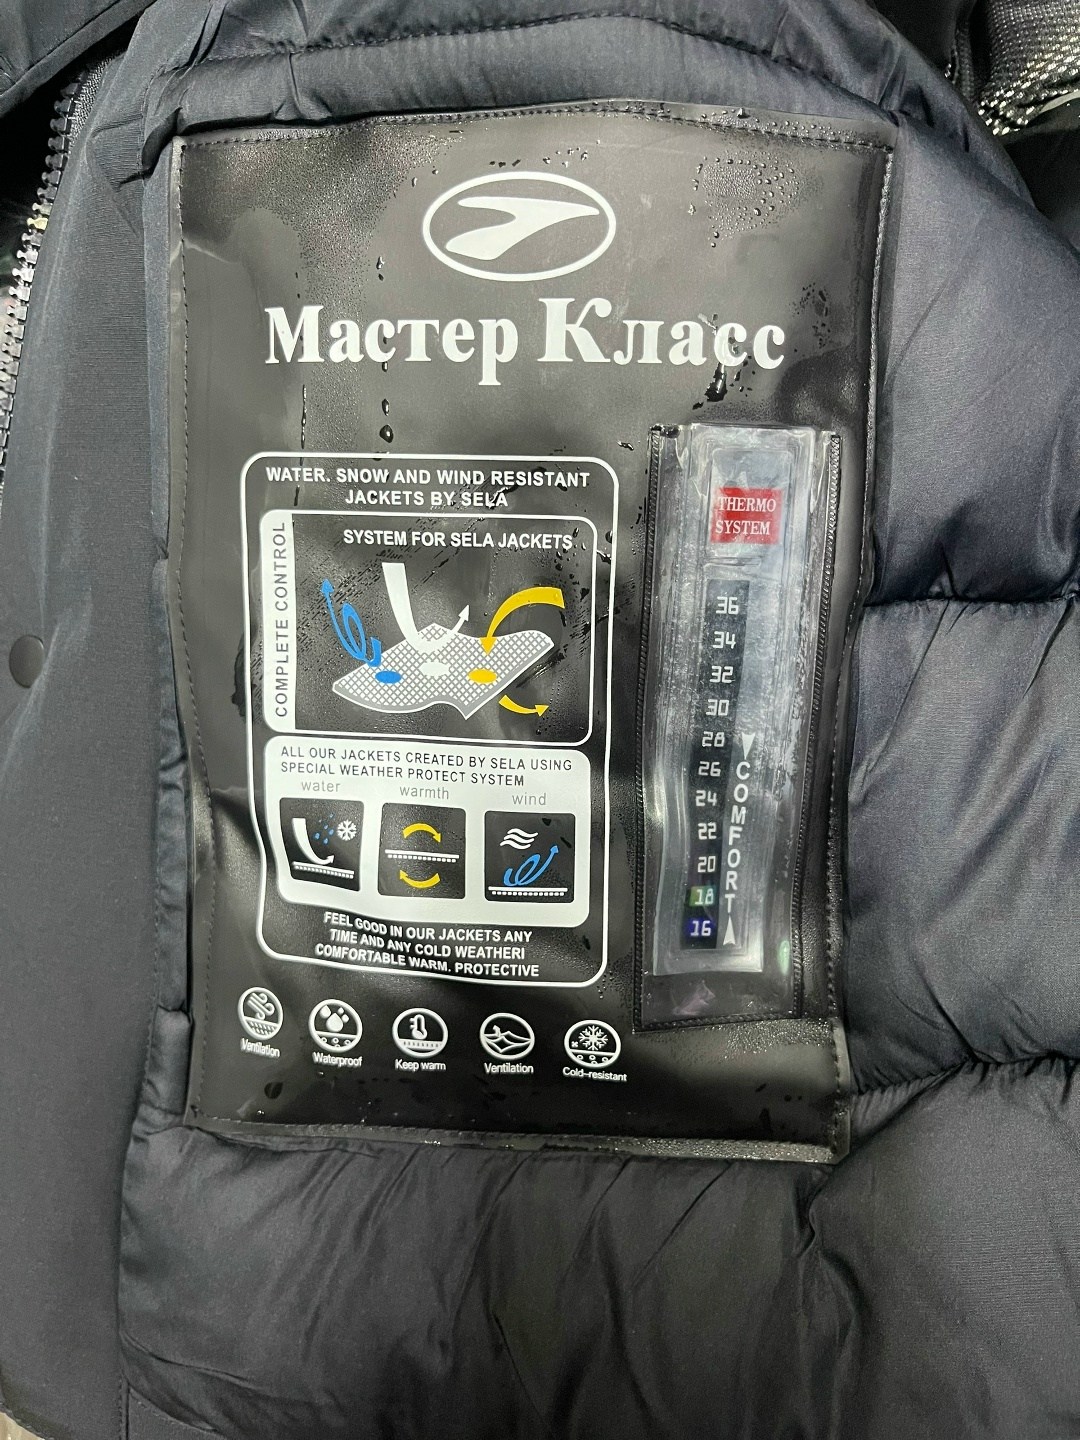 Мастер Класс
WATER. SNOW AND WIND RESISTANT
JACKETS BY SELA
COMPLETE CONTROL
SYSTEM FOR SELA JACKETS
ALL OUR JACKETS CREATED BY SELA USING
SPECIAL WEATHER PROTECT SYSTEM
water warmth wind
FEEL GOOD IN OUR JACKETS ANY
TIME AND ANY COLD WEATHERI
COMFORTABLE WARM. PROTECTIVE
Ventilation Waterproof Keep warm Ventilation Cold-resistant
THERMO
SYSTEM
36
34
32
30
28
26
24
22
20
18
16
COMFORT